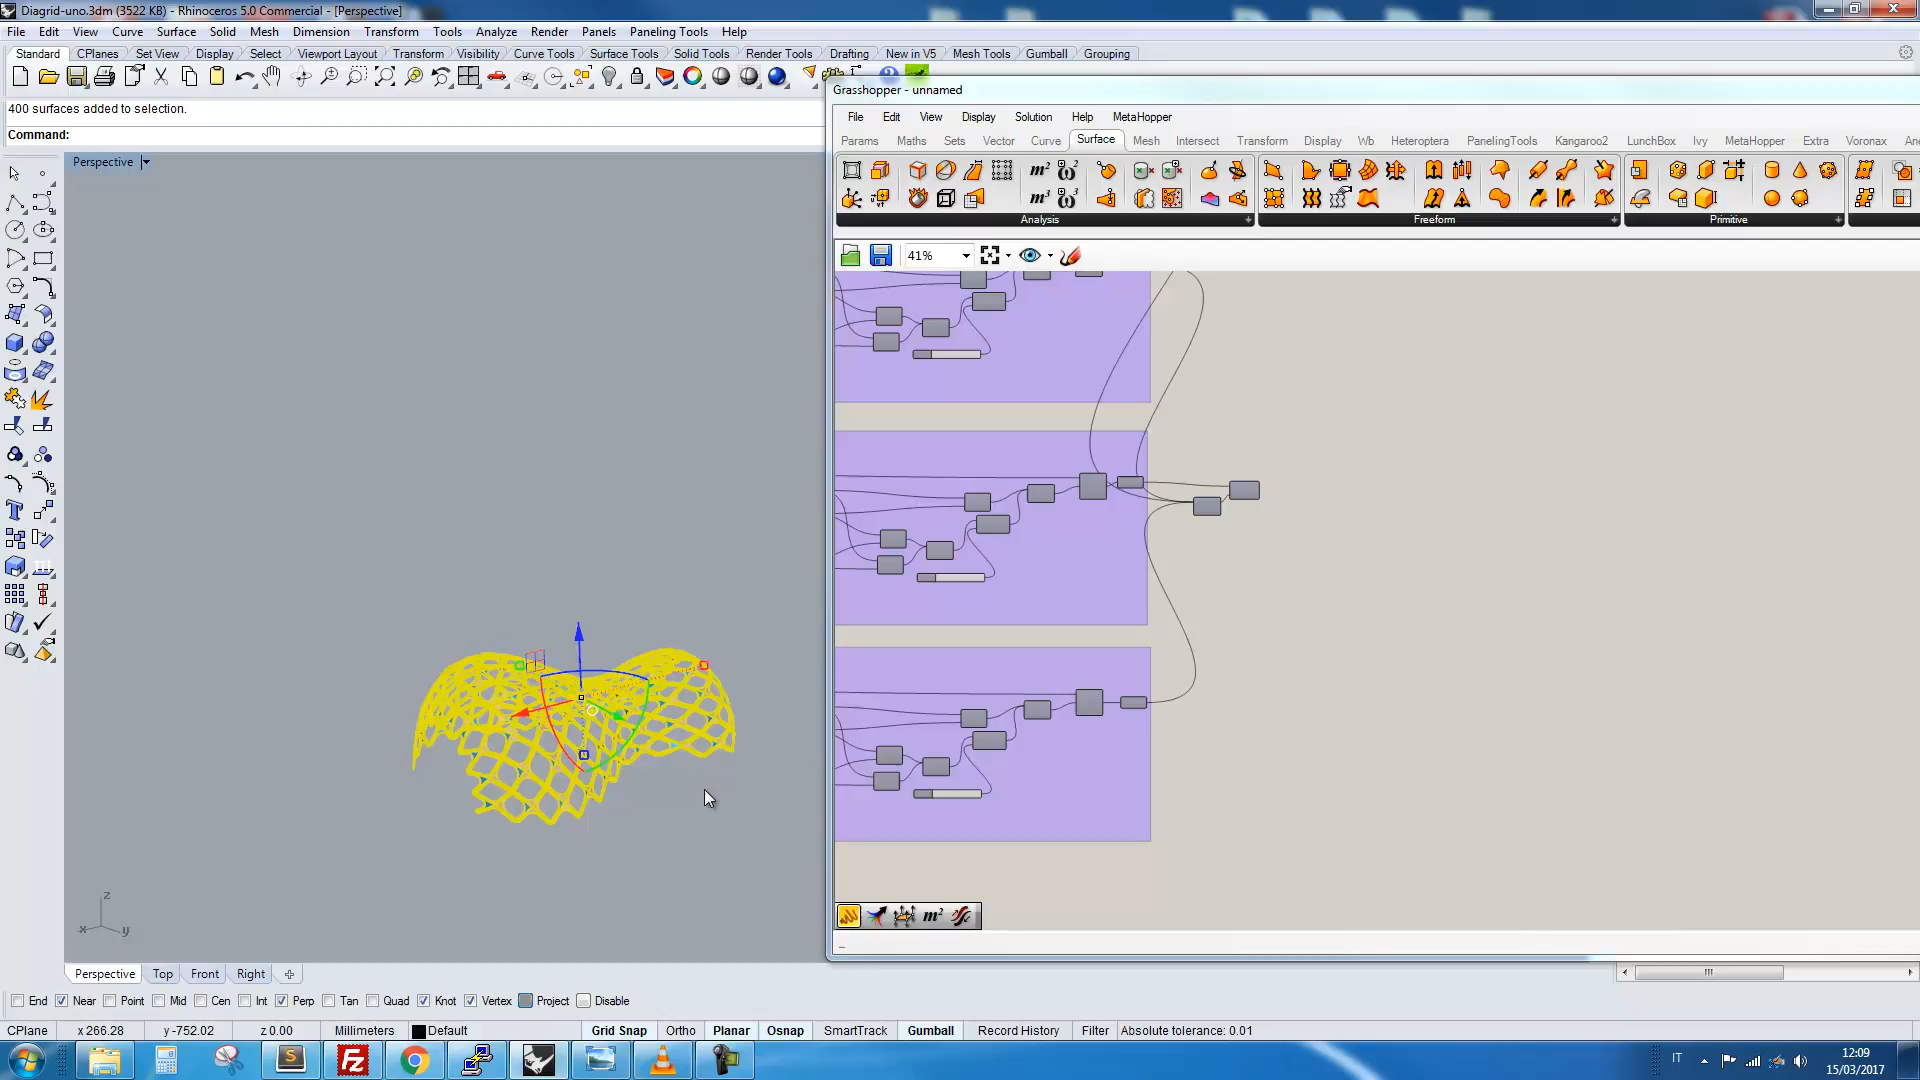 Diagrid-uno.3dm (3522 KB) - Rhinoceros 5.0 Commercial - [Perspective]
File Edit View Curve Surface Solid Mesh Dimension Transform Tools Analyze Render Panels Paneling Tools Help
Standard CPlanes Set View Display Select Viewport Layout Transform Visibility Curve Tools Surface Tools Solid Tools Render Tools Drafting New in V5 Mesh Tools Gumball Grouping
400 surfaces added to selection.
Command:
Perspective
Grasshopper - unnamed
File Edit View Display Solution Help MetaHopper
Params Maths Sets Vector Curve Surface Mesh Intersect Transform Display Wb Heteroptera PanelingTools Kangaroo2 LunchBox Ivy MetaHopper Extra Voronax
m²
m³
Analysis Freeform Primitive
41%
m²
z
x y
Perspective Top Front Right
End Near Point Mid Cen Int Perp Tan Quad Knot Vertex Project Disable
CPlane x 266.28 y -752.02 z 0.00 Millimeters Default Grid Snap Ortho Planar Osnap SmartTrack Gumball Record History Filter Absolute tolerance: 0.01
IT
12:09
15/03/2017